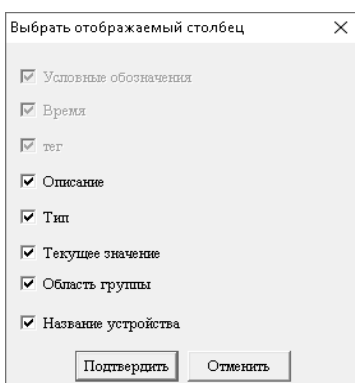 Выбрать отображаемый столбец
Условные обозначения
Время
тег
Описание
Тип
Текущее значение
Область группы
Название устройства
Подтвердить Отменить